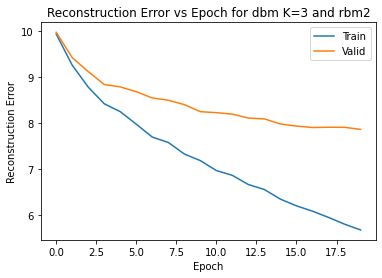 Reconstruction Error vs Epoch for dbm K=3 and rbm2
Train
Valid
Reconstruction Error
10
9
8
7
6
0.0 2.5 5.0 7.5 10.0 12.5 15.0 17.5
Epoch